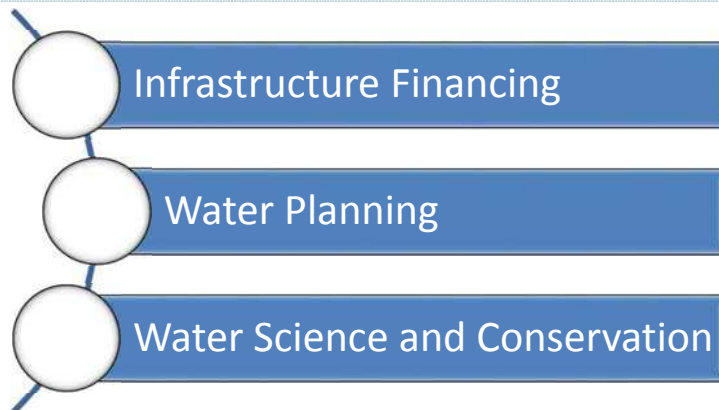 Infrastructure Financing
Water Planning
Water Science and Conservation